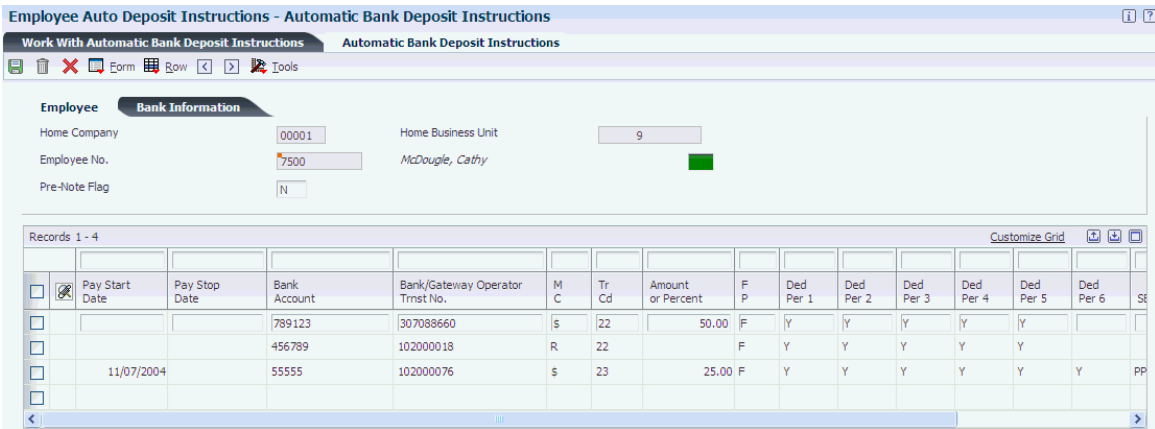 Employee Auto Deposit Instructions - Automatic Bank Deposit Instructions
Work With Automatic Bank Deposit Instructions Automatic Bank Deposit Instructions
Form Row Tools
Employee Bank Information
Home Company 00001 Home Business Unit 9
Employee No. 7500 McDougle, Cathy
Pre-Note Flag N
Records 1 - 4 Customize Grid
Pay Start Date Pay Stop Date Bank Account Bank/Gateway Operator Trnst No. M C Tr Cd Amount or Percent F P Ded Per 1 Ded Per 2 Ded Per 3 Ded Per 4 Ded Per 5 Ded Per 6
789123 307088660 $ 22 50.00 F Y Y Y Y Y
456789 102000018 R 22 F Y Y Y Y Y
11/07/2004 55555 102000076 $ 23 25.00 F Y Y Y Y Y Y PP